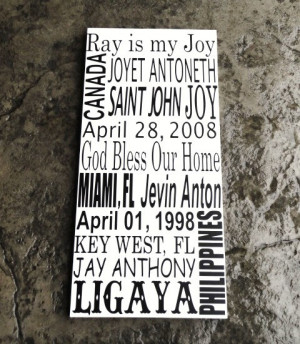 Ray is my Joy
CANADA
JOYET ANTONETH
SAINT JOHN JOY
April 28, 2008
God Bless Our Home
MIAMI, FL Jevin Anton
April 01, 1998
PHILIPPINES
KEY WEST, FL
JAY ANTHONY
LIGAYA